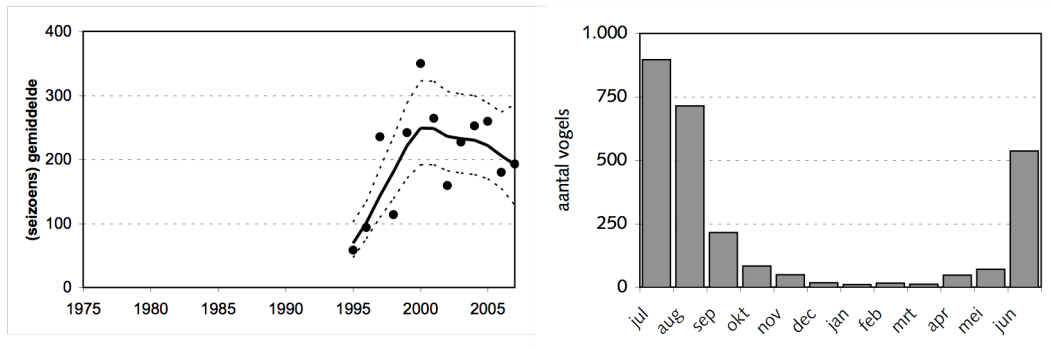 (seizoens) gemiddelde
400
300
200
100
0
1975 1980 1985 1990 1995 2000 2005
aantal vogels
1.000
750
500
250
0
jul aug sep okt nov dec jan feb mrt apr mei jun